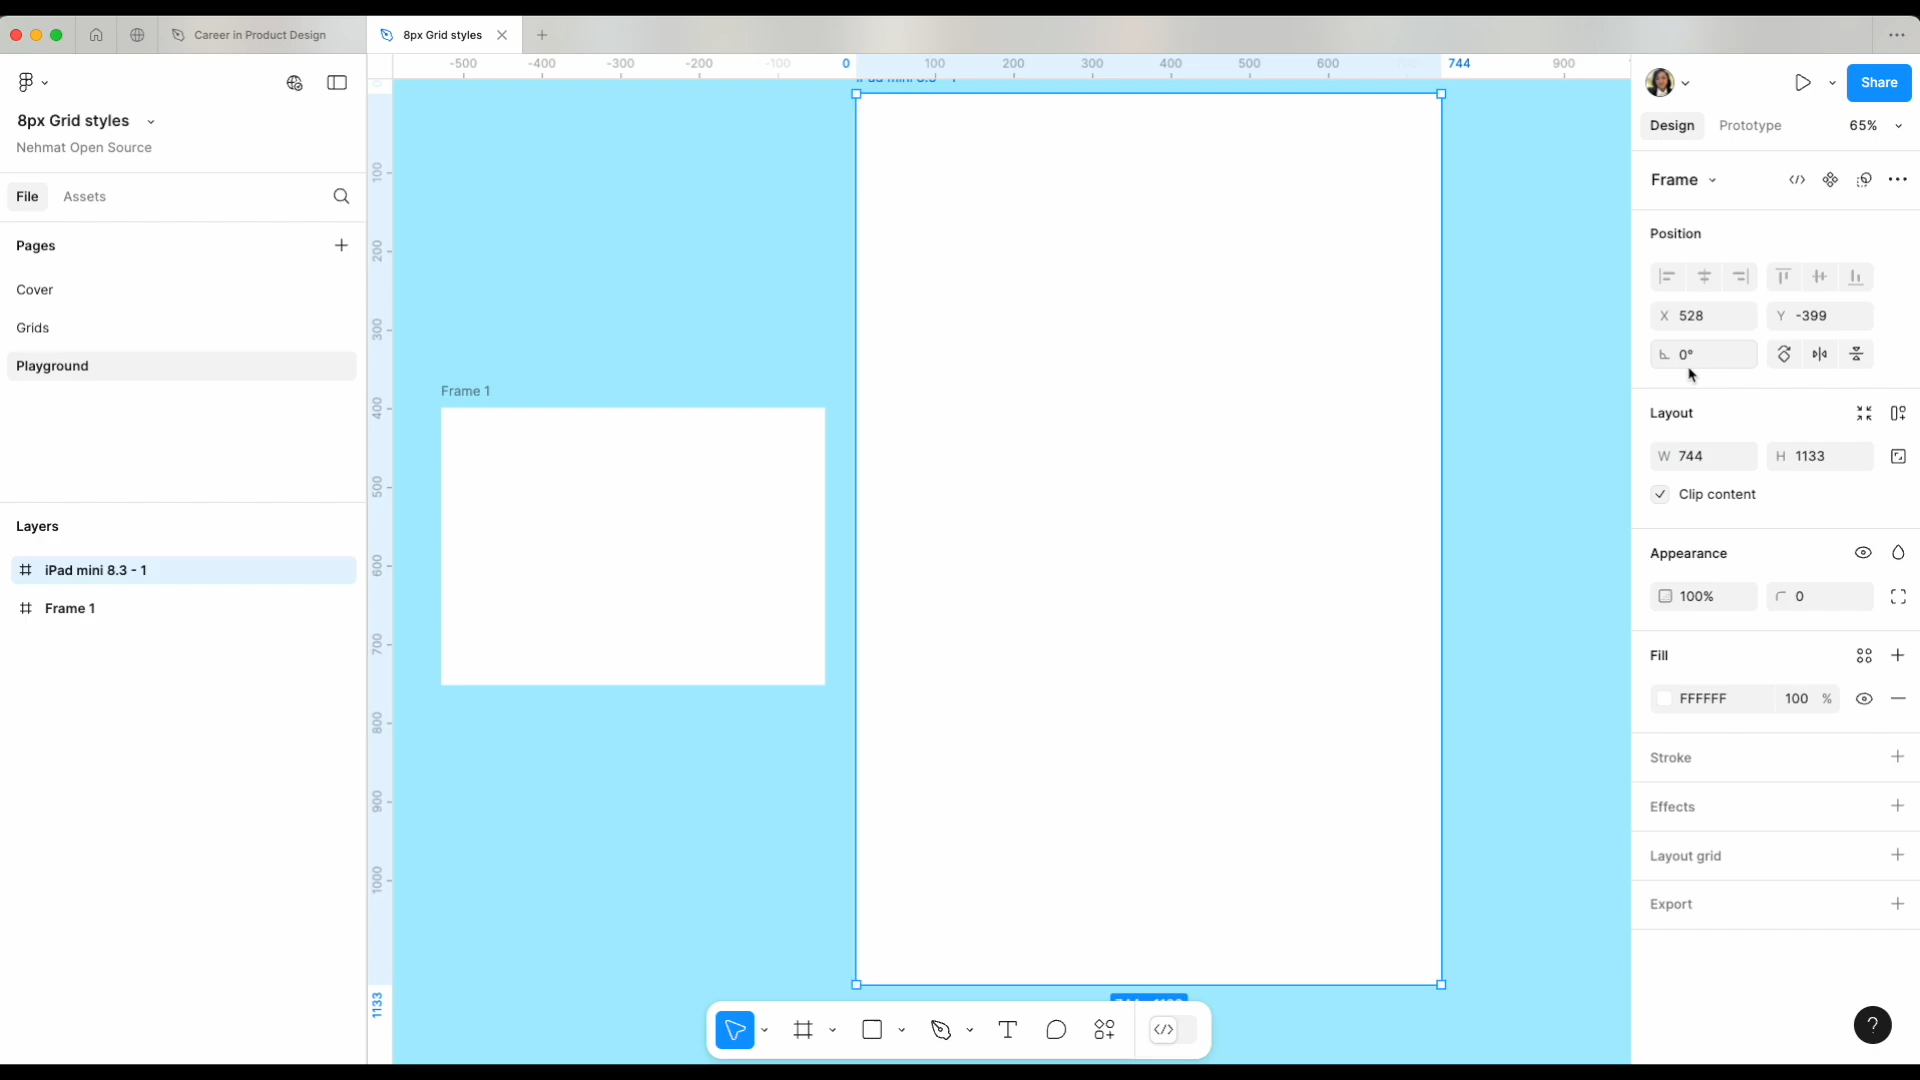 Career in Product Design
8px Grid styles
-500
-400
-300
-200
-100
0
100
200
300
400
500
600
744
900
Share
8px Grid styles
Nehmat Open Source
Design
Prototype
65%
Frame
File
Assets
Position
Pages
Cover
X 528
Y -399
Grids
0°
Playground
Frame 1
Layout
W 744
H 1133
Clip content
Layers
iPad mini 8.3 - 1
Frame 1
Appearance
100%
0
Fill
FFFFFF
100 %
Stroke
Effects
Layout grid
Export
100
200
300
400
500
600
700
800
900
1000
1133
?